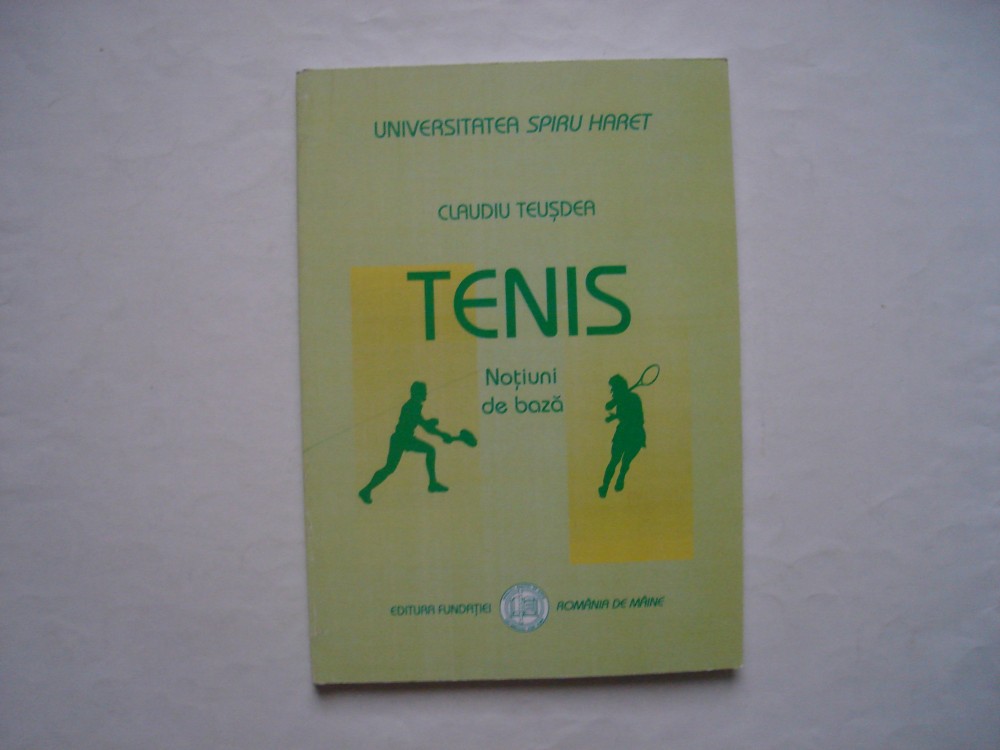 UNIVERSITATEA SPIRU HARET
CLAUDIU TEUȘDEA
TENIS
Noțiuni
de bază
EDITURA FUNDAȚIEI ROMÂNIA DE MÂINE